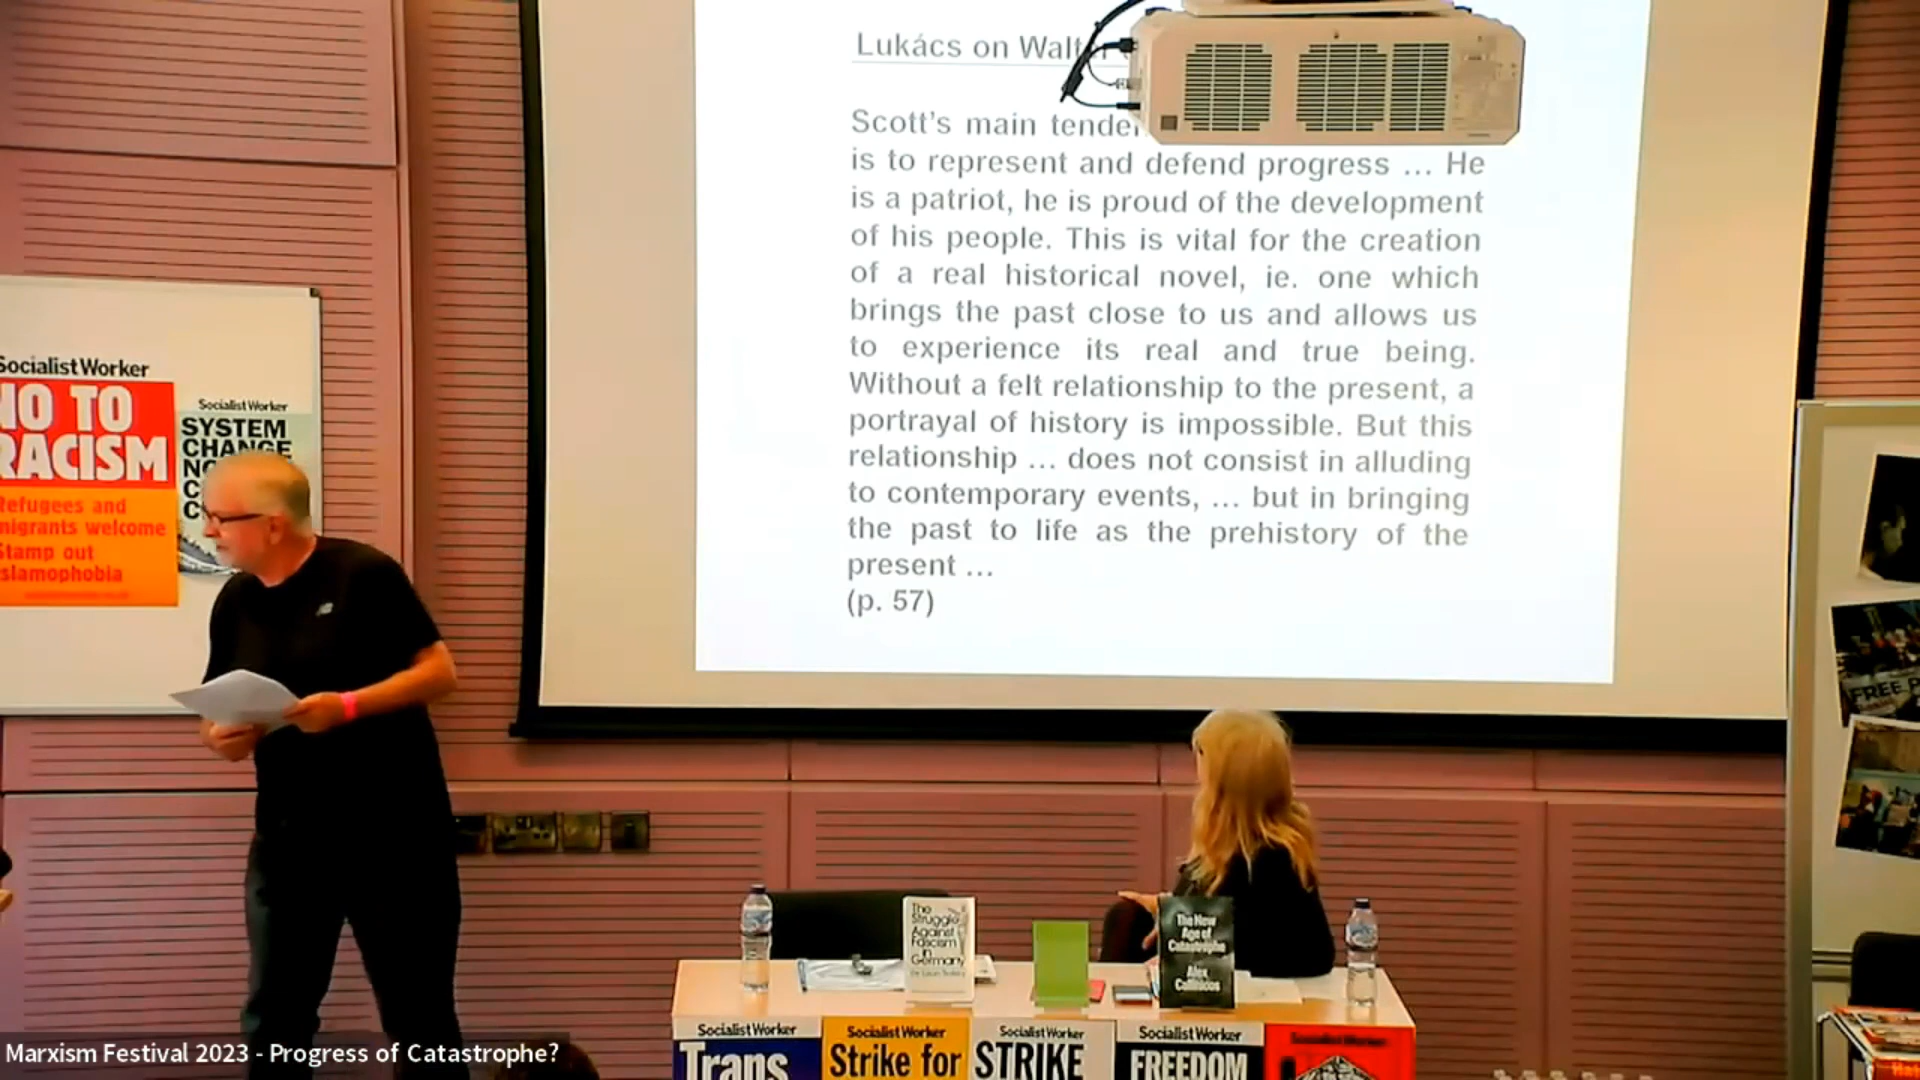 Lukács on
Scott's main
is to represent and defend progress ... He
is a patriot, he is proud of the development
of his people. This is vital for the creation
of a real historical novel, ie. one which
brings the past close to us and allows us
to experience its real and true being.
Without a felt relationship to the present, a
portrayal of history is impossible. But this
relationship ... does not consist in alluding
to contemporary events, ... but in bringing
the past to life as the prehistory of the
present ...
(p. 57)
Socialist Worker
NO TO
RACISM
Refugees and
migrants welcome
Stamp out
Islamophobia
Socialist Worker
SYSTEM
CHANGE
FREE
The
Struggle
Against
Fascism
in
Germany
The New
Age of
Catastrophe
Alex
Callinicos
Socialist Worker
Trans
Socialist Worker
Strike for
Socialist Worker
STRIKE
Socialist Worker
FREEDOM
Socialist Worker
Marxism Festival 2023 - Progress of Catastrophe?